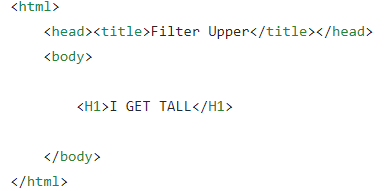 <html>
<head><title>Filter Upper</title></head>
<body>
<H1>I GET TALL</H1>
</body>
</html>